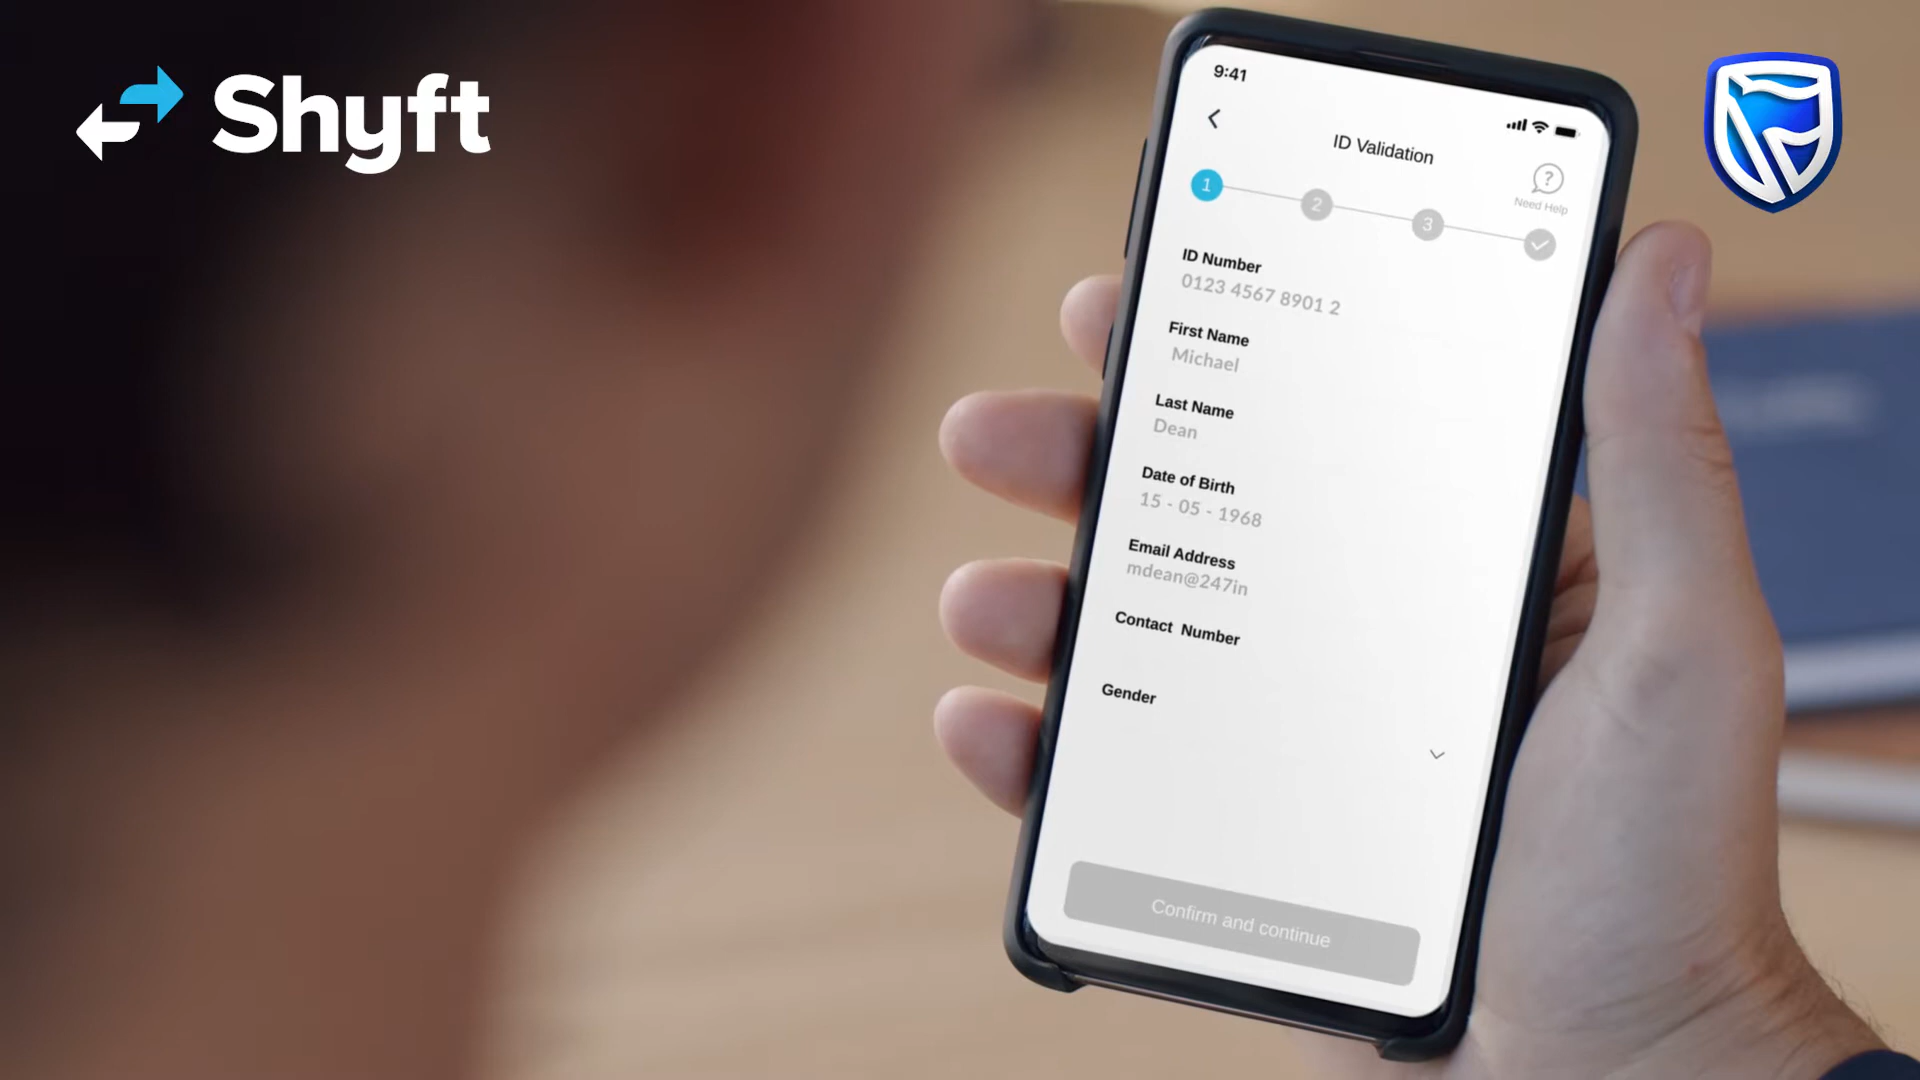 Shyft
9:41
ID Validation
Need Help
1
2
3
ID Number
0123 4567 8901 2
First Name
Michael
Last Name
Dean
Date of Birth
15 - 05 - 1968
Email Address
mdean@247in
Contact Number
Gender
Confirm and continue